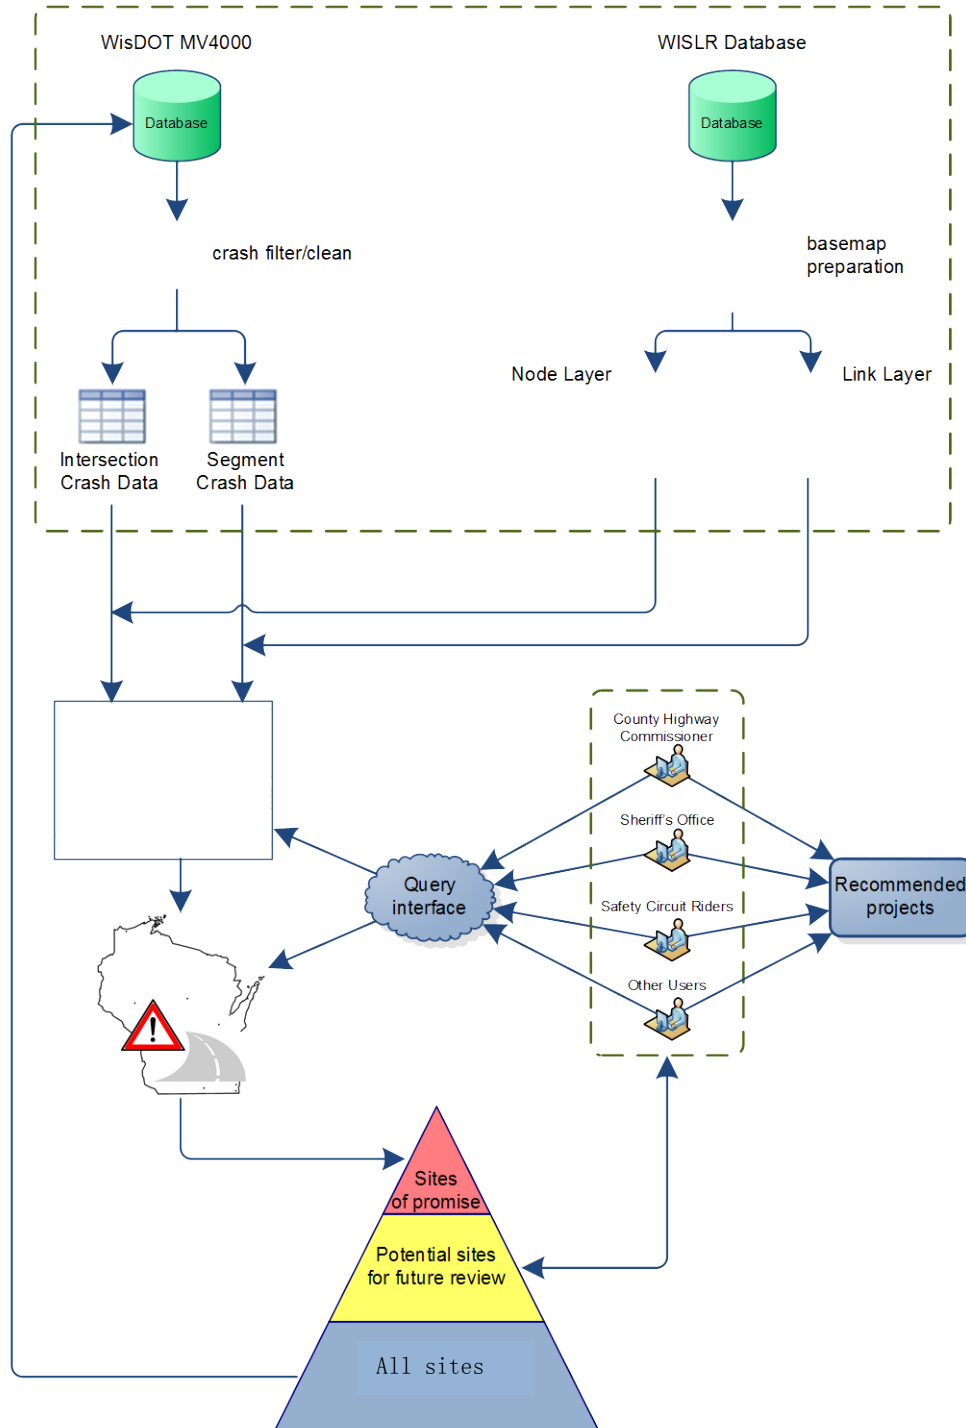 WisDOT MV4000
WISLR Database
Database
Database
crash filter/clean
basemap
preparation
Node Layer
Link Layer
Intersection
Crash Data
Segment
Crash Data
County Highway
Commissioner
Sheriff's Office
Query
interface
Recommended
projects
Safety Circuit Riders
Other Users
Sites
of promise
Potential sites
for future review
All sites